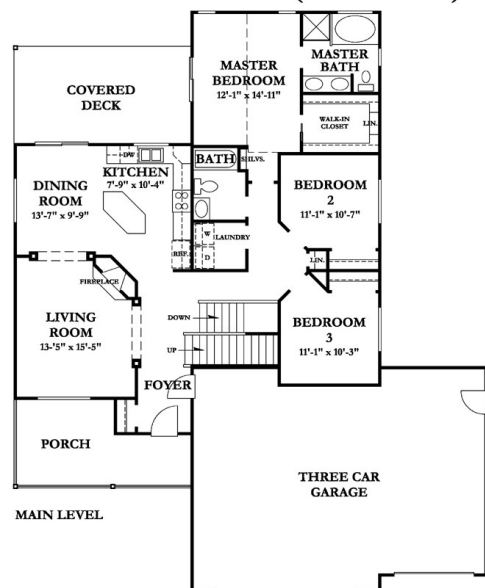 MASTER
BEDROOM
12'-1" x 14'-11"
MASTER
BATH
COVERED
DECK
WALK-IN
CLOSET
LIN.
DW
KITCHEN
7'-9" x 10'-4"
BATH
SHLVS.
DINING
ROOM
13'-7" x 9'-9"
BEDROOM
2
11'-1" x 10'-7"
W
LAUNDRY
D
REF.
LIN.
FIREPLACE
LIVING
ROOM
13'-'5" x 15'-5"
DOWN
UP
BEDROOM
3
11'-1" x 10'-3"
FOYER
PORCH
THREE CAR
GARAGE
MAIN LEVEL